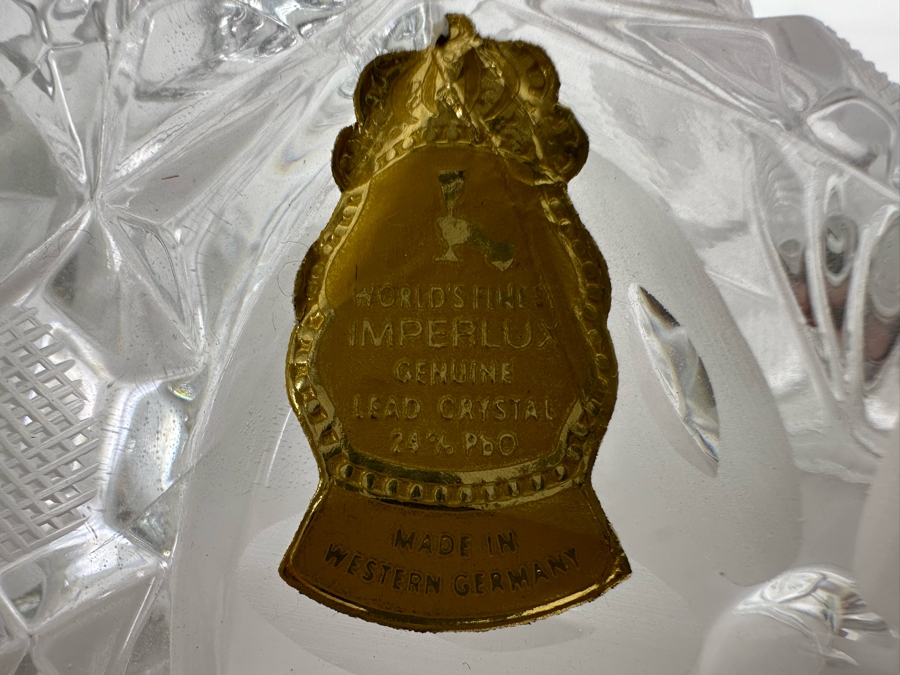 WORLD'S FINEST
IMPERLUX
GENUINE
LEAD CRYSTAL
24% PbO
MADE IN
WESTERN GERMANY